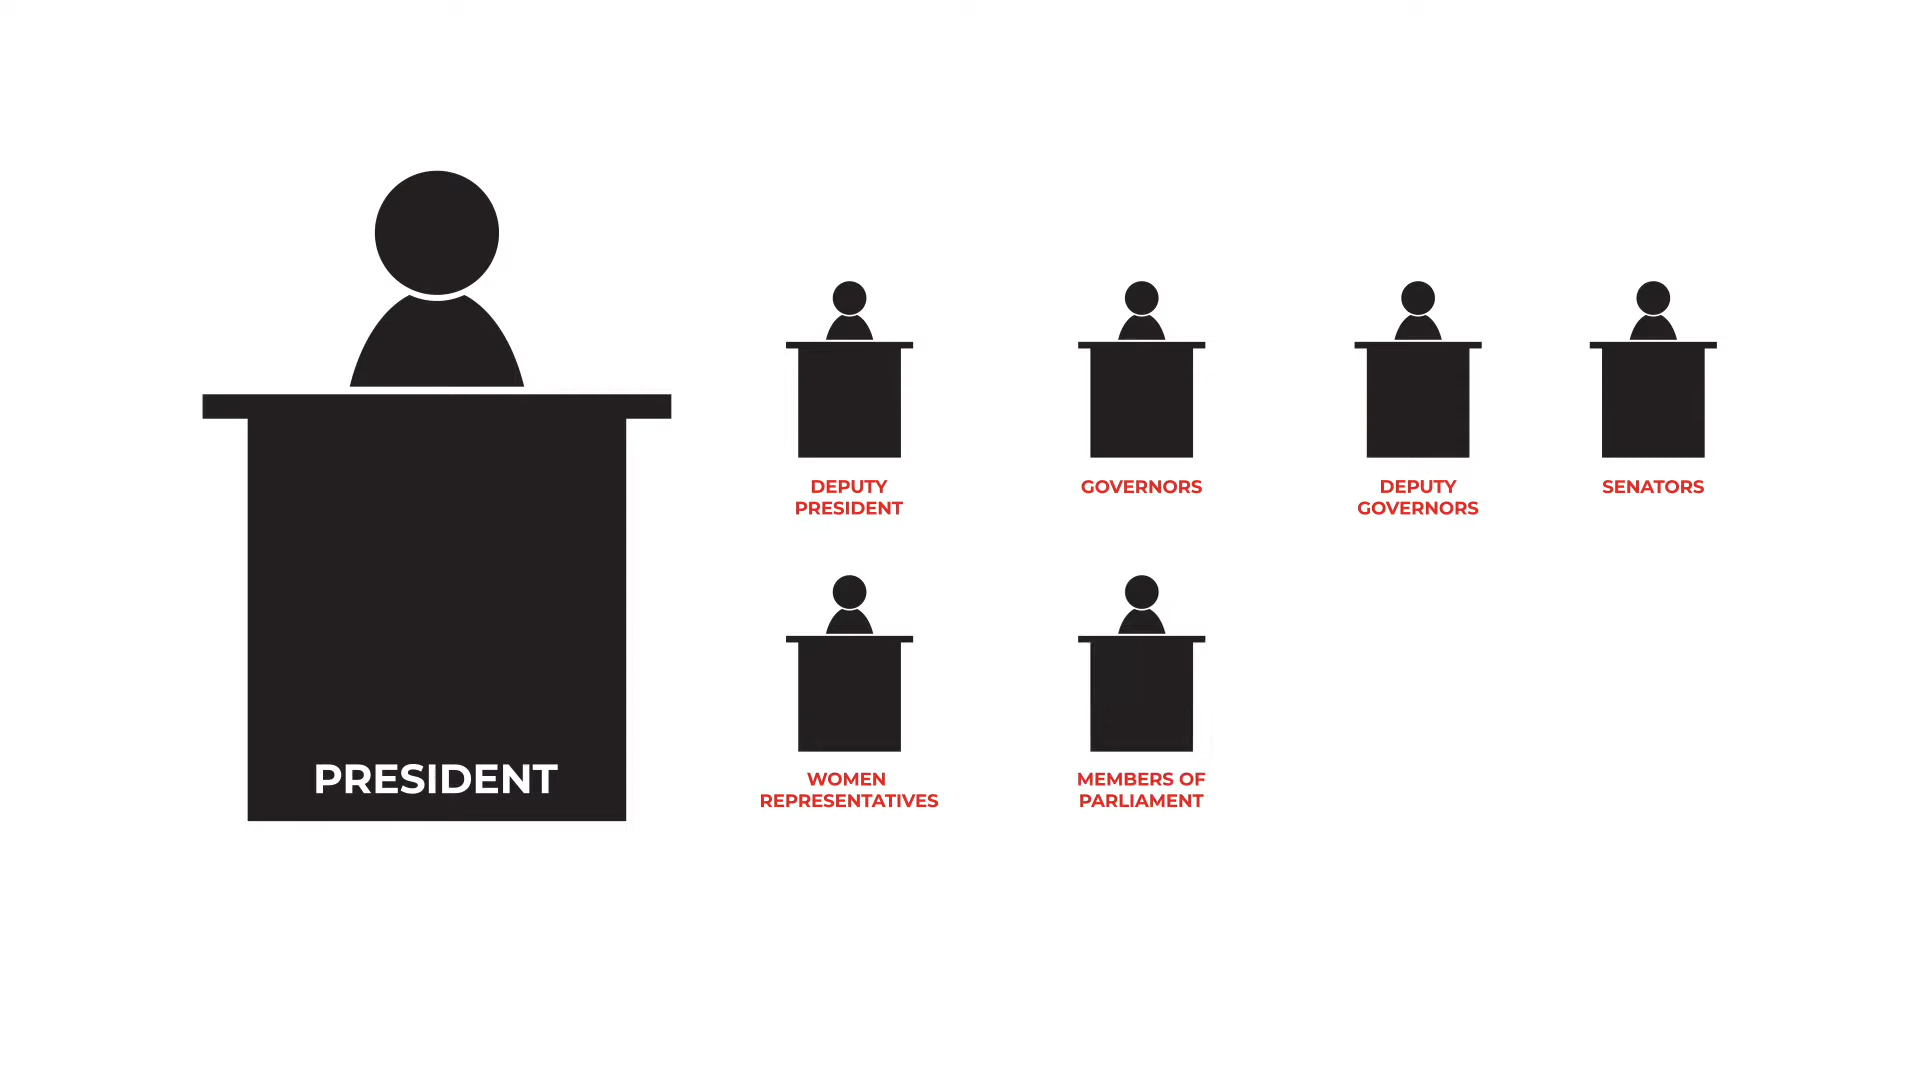 PRESIDENT
DEPUTY
PRESIDENT
GOVERNORS
DEPUTY
GOVERNORS
SENATORS
WOMEN
REPRESENTATIVES
MEMBERS OF
PARLIAMENT